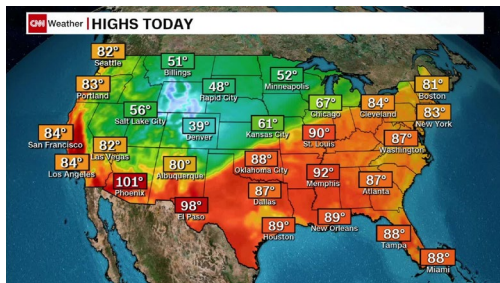 CNN Weather | HIGHS TODAY
82°
Seattle
51°
Billings
52°
Minneapolis
83°
Portland
48°
Rapid City
81°
Boston
56°
Salt Lake City
67°
Chicago
84°
Cleveland
83°
New York
39°
Denver
61°
Kansas City
84°
San Francisco
82°
Las Vegas
90°
St. Louis
87°
Washington
84°
Los Angeles
80°
Albuquerque
88°
Oklahoma City
92°
Memphis
87°
Atlanta
101°
Phoenix
87°
Dallas
98°
El Paso
89°
Houston
89°
New Orleans
88°
Tampa
88°
Miami